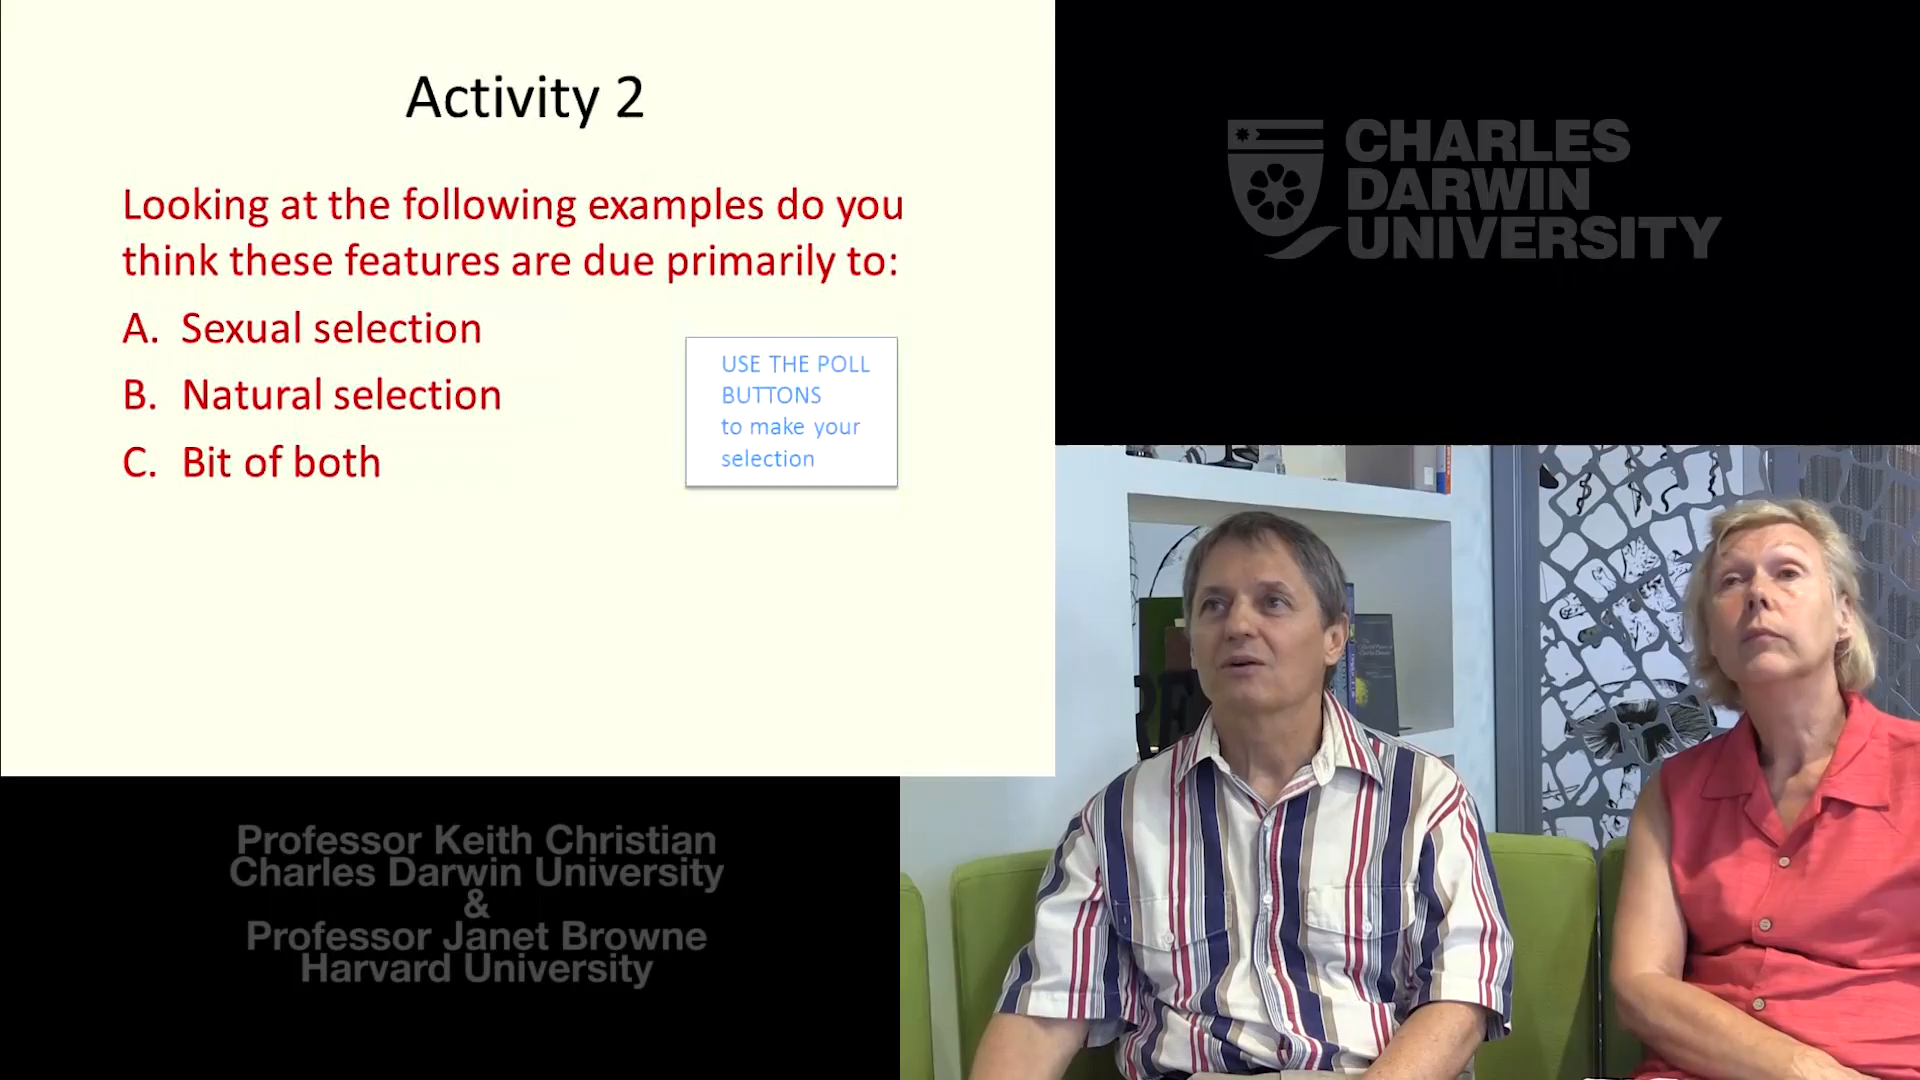 Activity 2
Looking at the following examples do you
think these features are due primarily to:
A. Sexual selection
B. Natural selection
C. Bit of both
USE THE POLL
BUTTONS
to make your
selection
CHARLES
DARWIN
UNIVERSITY
Professor Keith Christian
Charles Darwin University
&
Professor Janet Browne
Harvard University